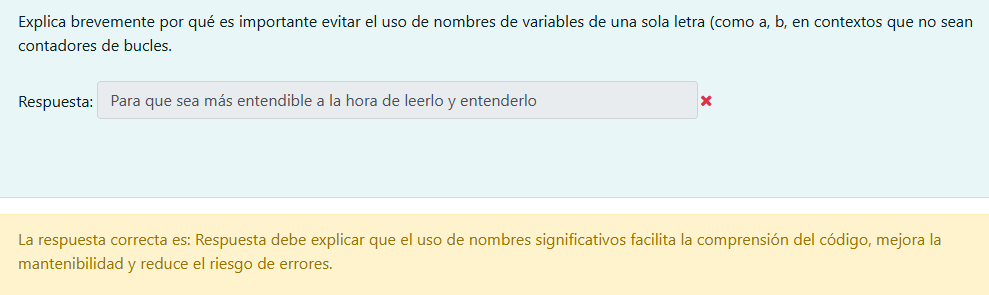 Explica brevemente por qué es importante evitar el uso de nombres de variables de una sola letra (como a, b, en contextos que no sean
contadores de bucles.
Respuesta: Para que sea más entendible a la hora de leerlo y entenderlo
La respuesta correcta es: Respuesta debe explicar que el uso de nombres significativos facilita la comprensión del código, mejora la
mantenibilidad y reduce el riesgo de errores.